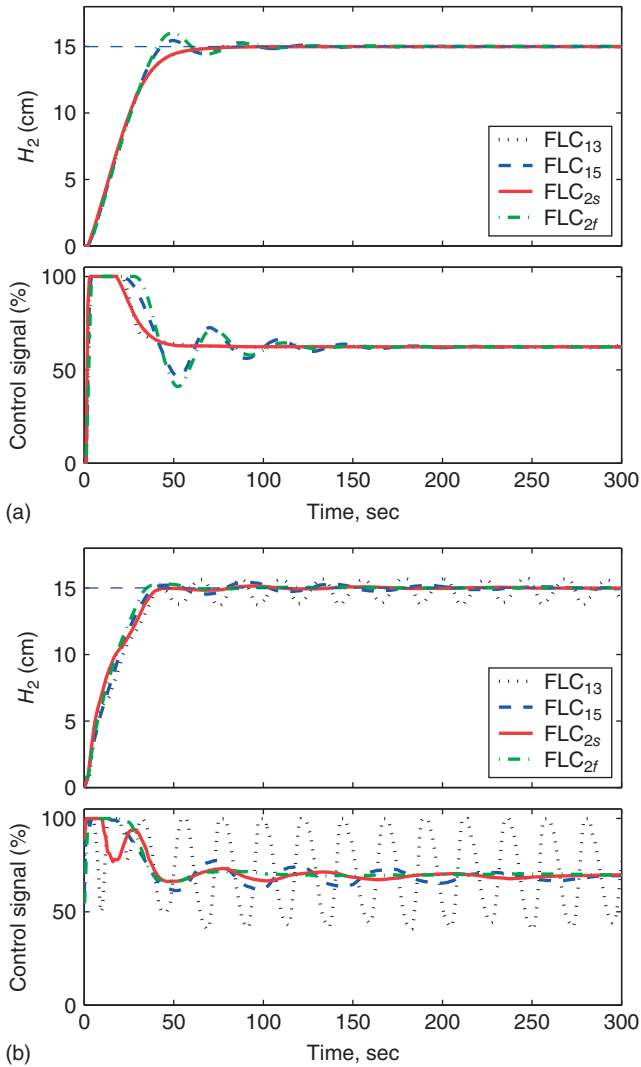 15
10
5
0
H2 (cm)
FLC13
FLC15
FLC2s
FLC2f
100
50
0
Control signal (%)
0 50 100 150 200 250 300
Time, sec
(a)
15
10
5
0
H2 (cm)
FLC13
FLC15
FLC2s
FLC2f
100
50
0
Control signal (%)
0 50 100 150 200 250 300
Time, sec
(b)